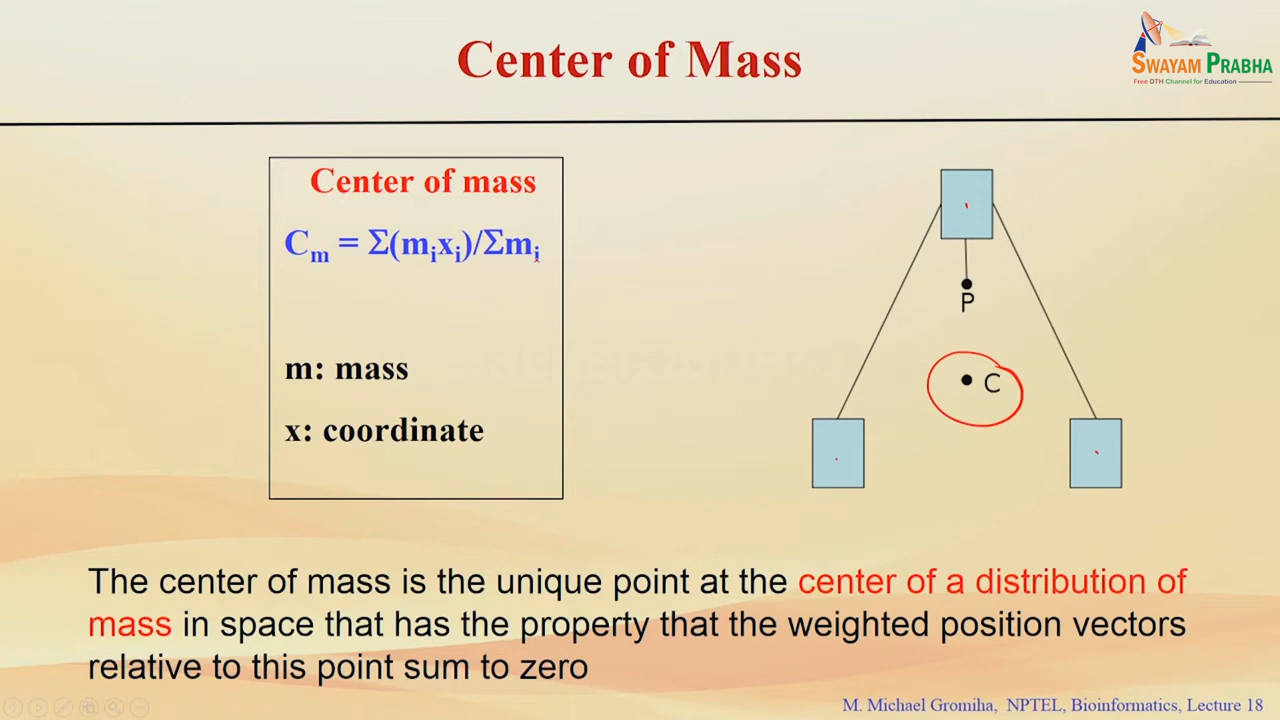 Center of Mass
SWAYAM PRABHA
Free DTH Channel for Education
Center of mass
Cm = Σ(mixi)/Σmi
m: mass
x: coordinate
P
C
The center of mass is the unique point at the center of a distribution of
mass in space that has the property that the weighted position vectors
relative to this point sum to zero
M. Michael Gromiha, NPTEL, Bioinformatics, Lecture 18